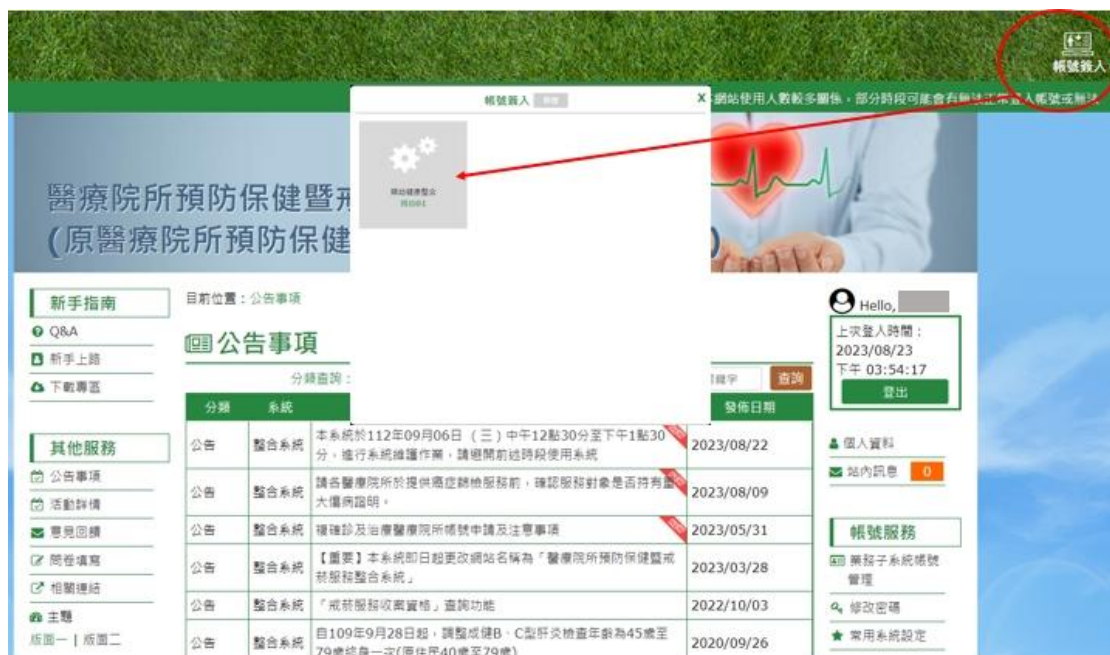 帳號簽入
網站使用人數較多關係，部分時段可能會有無法正常登入帳號或無法
帳號簽入
X
醫療院所預防保健暨戒
(原醫療院所預防保健
新手指南
Q&A
新手上路
下載專區
其他服務
公告事項
活動詳情
意見回饋
問卷填寫
相關連結
主題
版面一 | 版面二
目前位置：公告事項
公告事項
分類查詢：
關鍵字
查詢
分類 系統 發佈日期
公告 整合系統 本系統於112年09月06日 (三) 中午12點30分至下午1點30 2023/08/22
分，進行系統維護作業，請避開前述時段使用系統
公告 整合系統 請各醫療院所於提供癌症篩檢服務前，確認服務對象是否持有重 2023/08/09
大傷病證明。
公告 整合系統 複確診及治療醫療院所帳號申請及注意事項 2023/05/31
公告 整合系統 【重要】本系統即日起更改網站名稱為「醫療院所預防保健暨戒 2023/03/28
菸服務整合系統」
公告 整合系統 「戒菸服務收案資格」查詢功能 2022/10/03
公告 整合系統 自109年9月28日起，調整成健B、C型肝炎檢查年齡為45歲至 2020/09/26
79歲終身一次(原住民40歲至79歲)
Hello,
上次登入時間：
2023/08/23
下午 03:54:17
登出
個人資料
站內訊息 0
帳號服務
業務子系統帳號
管理
修改密碼
常用系統設定